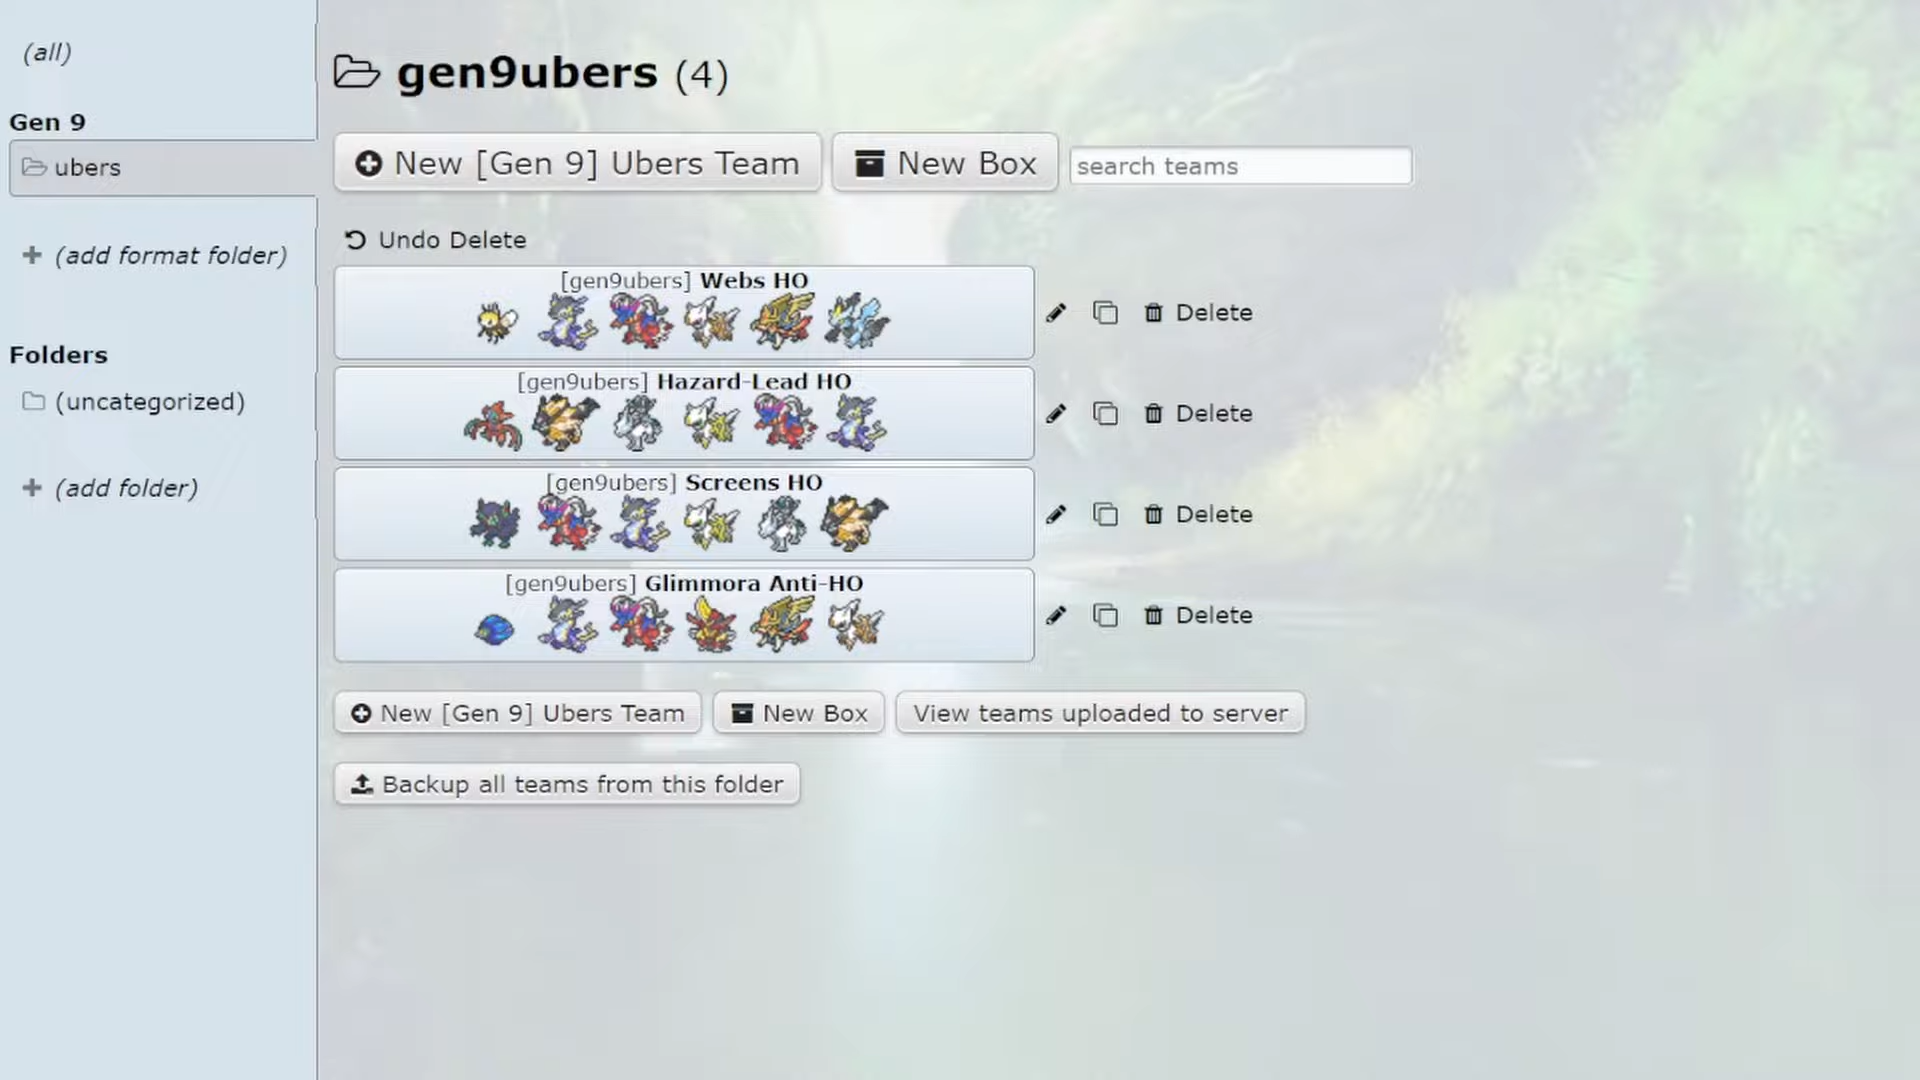 (all)
Gen 9
ubers
(add format folder)
Folders
(uncategorized)
(add folder)
gen9ubers (4)
New [Gen 9] Ubers Team
New Box
search teams
Undo Delete
[gen9ubers] Webs HO
Delete
[gen9ubers] Hazard-Lead HO
Delete
[gen9ubers] Screens HO
Delete
[gen9ubers] Glimmora Anti-HO
Delete
New [Gen 9] Ubers Team
New Box
View teams uploaded to server
Backup all teams from this folder